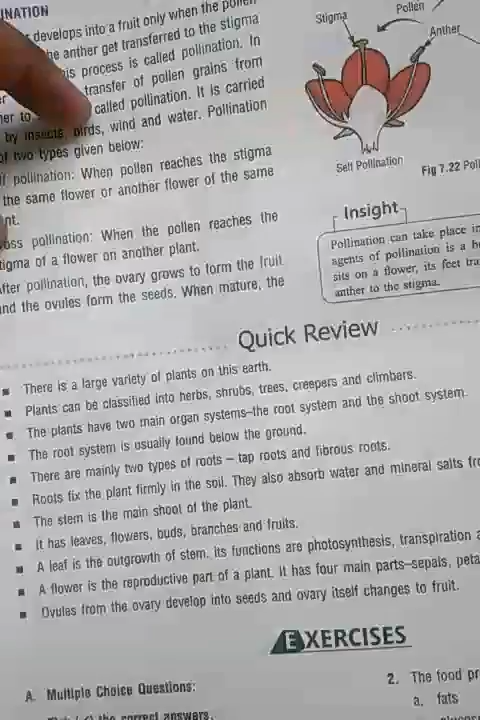 INATION
develops into a fruit only when the pollen
the anther get transferred to the stigma
is process is called pollination. In
transfer of pollen grains from
called pollination. It is carried
by insects, birds, wind and water. Pollination
of two types given below:
pollination: When pollen reaches the stigma
the same flower or another flower of the same
pollination: When the pollen reaches the
of a flower on another plant.
After pollination, the ovary grows to form the fruit
the ovules form the seeds. When mature, the
Stigma
Pollen
Anther
Self Pollination
Fig 7.22
Insight
Pollination can take place in
agents of pollination is a
sits on a flower, its feet
anther to the stigma.
Quick Review
▪ There is a large variety of plants on this earth.
▪ Plants can be classified into herbs, shrubs, trees, creepers and climbers.
▪ The plants have two main organ systems–the root system and the shoot system.
▪ The root system is usually found below the ground.
▪ There are mainly two types of roots – tap roots and fibrous roots.
▪ Roots fix the plant firmly in the soil. They also absorb water and mineral salts
▪ The stem is the main shoot of the plant.
▪ It has leaves, flowers, buds, branches and fruits.
▪ A leaf is the outgrowth of stem. Its functions are photosynthesis, transpiration
▪ A flower is the reproductive part of a plant. It has four main parts–sepals,
▪ Ovules from the ovary develop into seeds and ovary itself changes to fruit.
EXERCISES
A. Multiple Choice Questions:
the correct answers.
2. The food
a. fats